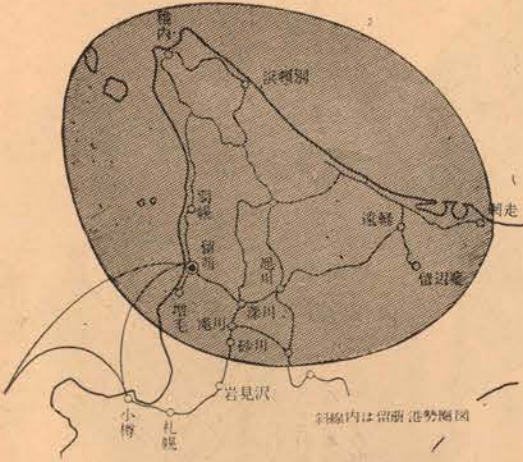 稚内
浜頓別
羽幌
留萌
増毛
滝川
砂川
深川
旭川
遠軽
網走
留辺蘂
岩見沢
小樽
札幌
斜線内は留萌港勢圏図